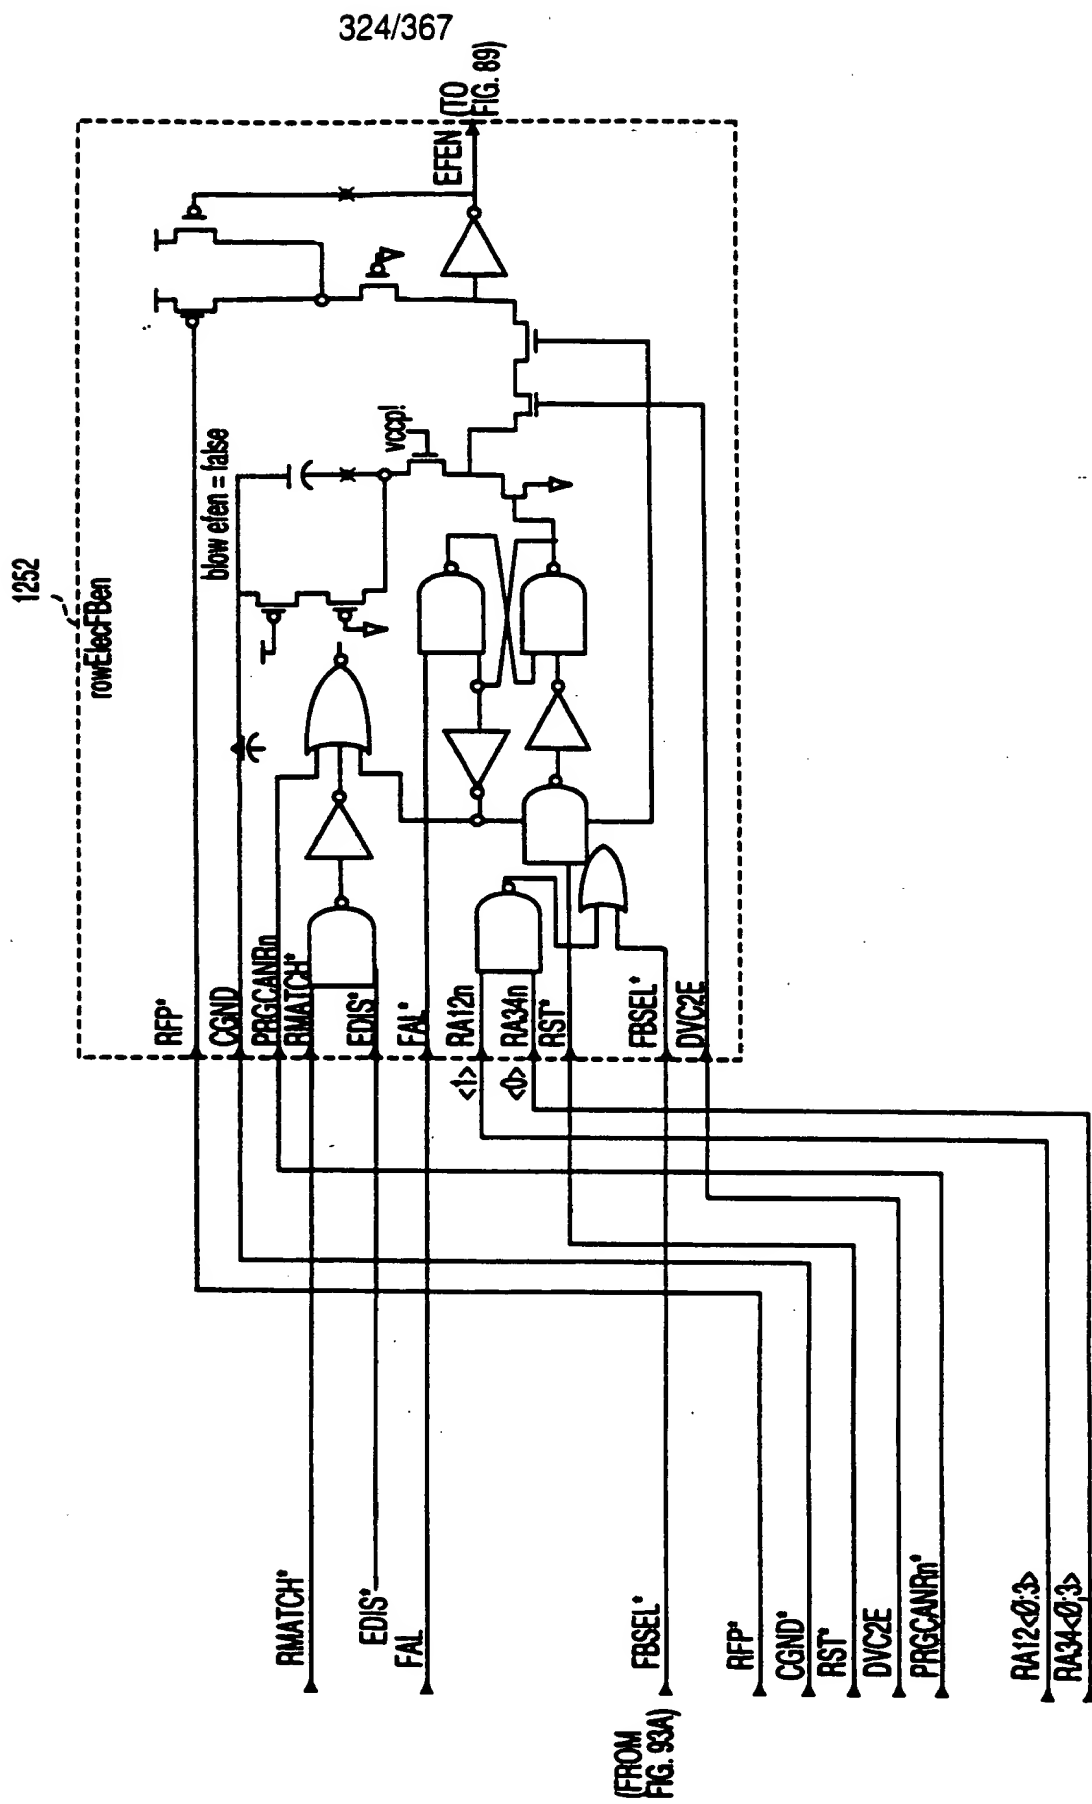 324/367
1252
rowElecFBen
RFP*
CGND
PRGCANRn
RMATCH*
EDIS*
FAL*
RA12n
<1>
RA34n
<0>
RST*
FBSEL*
DVC2E
blow efen = false
vccp!
EFEN
(TO
FIG. 89)
RMATCH*
EDIS*
FAL
FBSEL*
(FROM
FIG. 93A)
RFP*
CGND*
RST*
DVC2E
PRGCANRn*
RA12<0:3>
RA34<0;3>